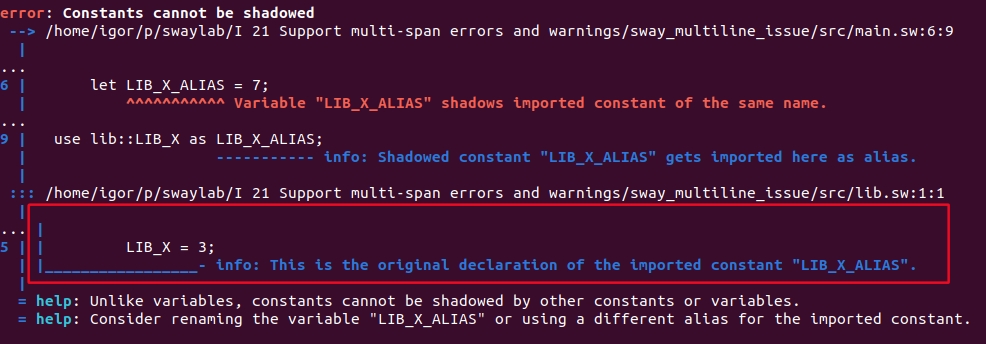 error: Constants cannot be shadowed
 --> /home/igor/p/swaylab/I 21 Support multi-span errors and warnings/sway_multiline_issue/src/main.sw:6:9
  |
...
6 |       let LIB_X_ALIAS = 7;
  |           ^^^^^^^^^^^ Variable "LIB_X_ALIAS" shadows imported constant of the same name.
...
9 |   use lib::LIB_X as LIB_X_ALIAS;
  |                     ----------- info: Shadowed constant "LIB_X_ALIAS" gets imported here as alias.
  |
 ::: /home/igor/p/swaylab/I 21 Support multi-span errors and warnings/sway_multiline_issue/src/lib.sw:1:1
  |
... |
5 | |         LIB_X = 3;
  | |_________________- info: This is the original declaration of the imported constant "LIB_X_ALIAS".
  |
  = help: Unlike variables, constants cannot be shadowed by other constants or variables.
  = help: Consider renaming the variable "LIB_X_ALIAS" or using a different alias for the imported constant.